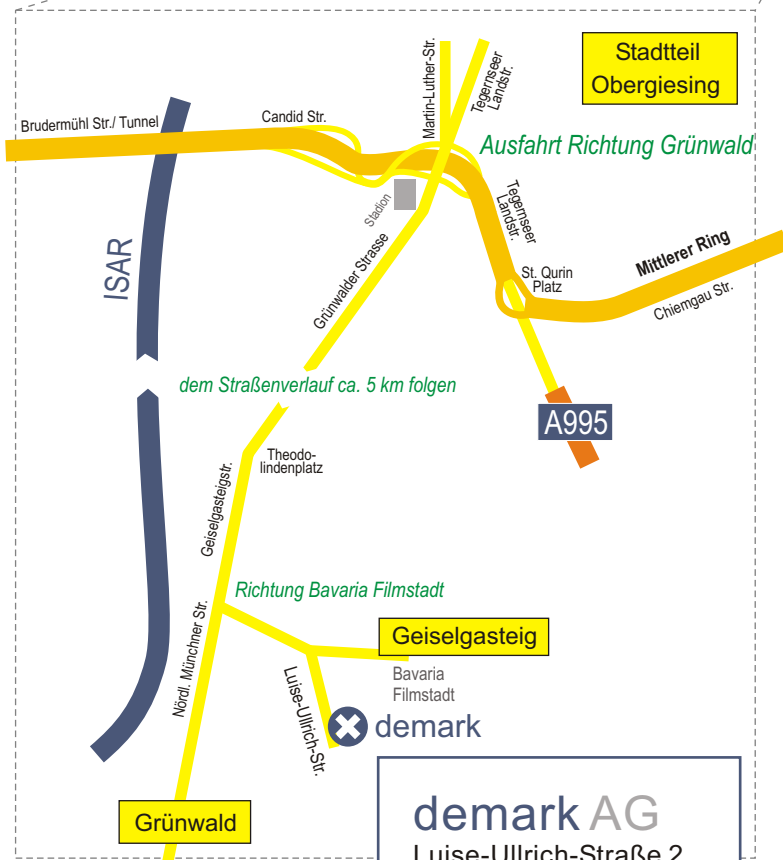 Stadtteil
Obergiesing
Martin-Luther-Str.
Tegernseer
Landstr.
Brudermühl Str./ Tunnel
Candid Str.
Ausfahrt Richtung Grünwald
Stadion
Tegernseer
Landstr.
ISAR
Grünwalder Strasse
St. Qurin
Platz
Mittlerer Ring
Chiemgau Str.
dem Straßenverlauf ca. 5 km folgen
A995
Theodo-
lindenplatz
Geiselgasteigstr.
Richtung Bavaria Filmstadt
Nördl. Münchner Str.
Geiselgasteig
Bavaria
Filmstadt
Luise-Ullrich-Str.
demark
Grünwald
demark AG
Luise-Ullrich-Straße 2